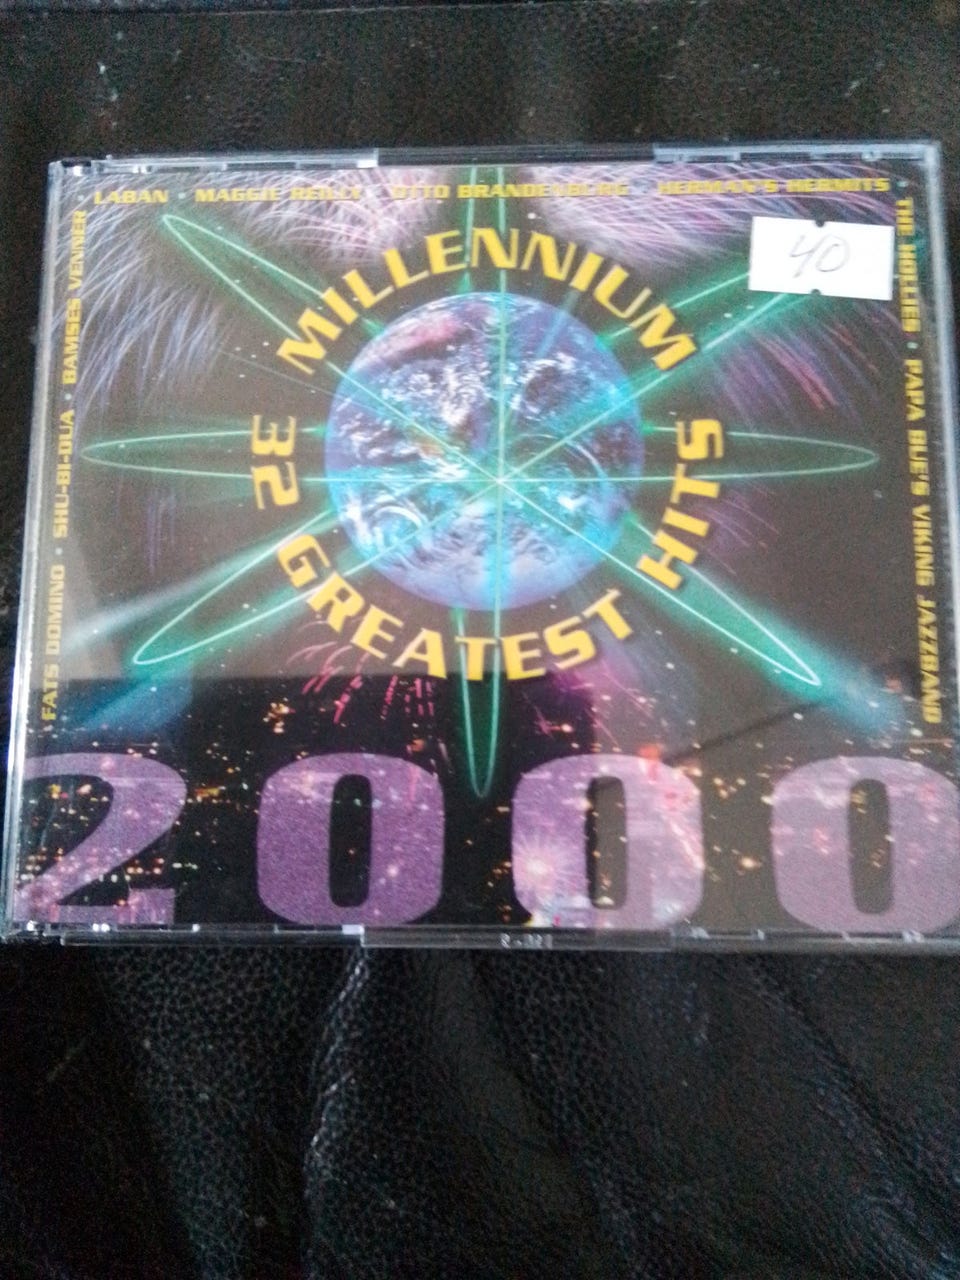 LABAN • MAGGIE REILLY • OTTO BRANDENBURG • HERMAN'S HERMITS •
THE HOLLIES • PAPA BUE'S VIKING JAZZBAND
FATS DOMINO • SHU-BI-DUA • BAMSES VENNER •
40
MILLENNIUM
32 GREATEST HITS
2000